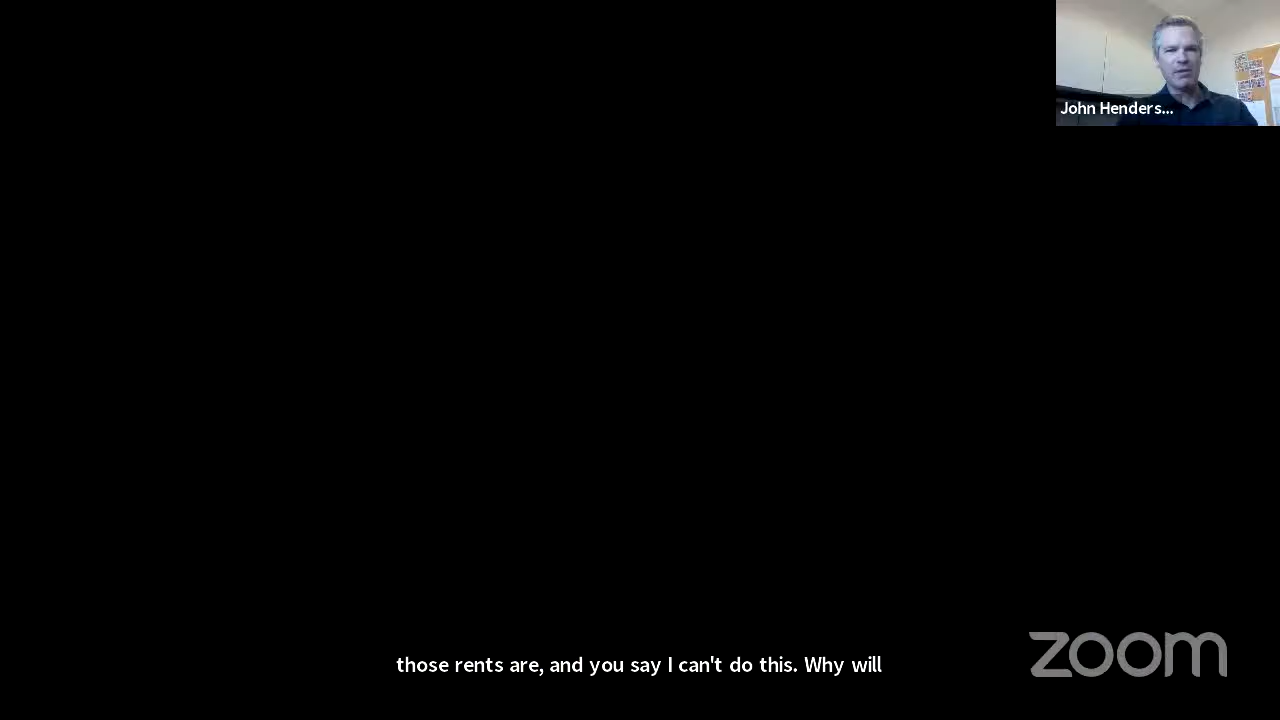 John Henders...
those rents are, and you say I can't do this. Why will
zoom